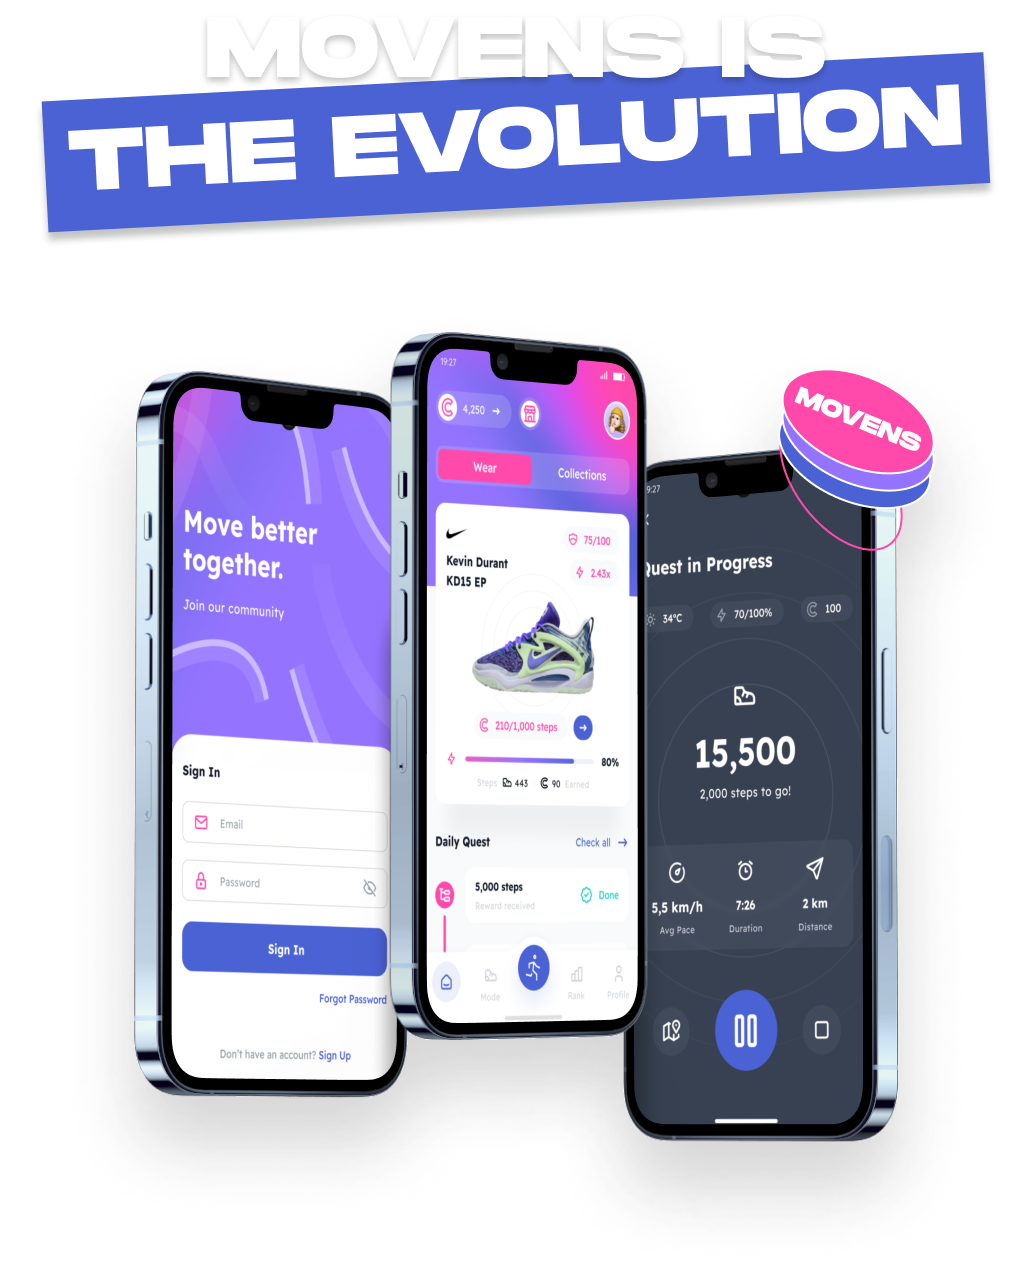 MOVENS IS
THE EVOLUTION
Move better
together.
Join our community
Sign In
Email
Password
Sign In
Forgot Password
Don't have an account? Sign Up
19:27
4,250
Wear
Collections
75/100
Kevin Durant
KD15 EP
2.43x
210/1,000 steps
80%
Steps 443 90 Earned
Daily Quest
Check all
5,000 steps
Reward received
Done
Mode
Rank
Profile
MOVENS
9:27
Quest in Progress
34°C
70/100%
100
15,500
2,000 steps to go!
5,5 km/h
7:26
2 km
Avg Pace
Duration
Distance